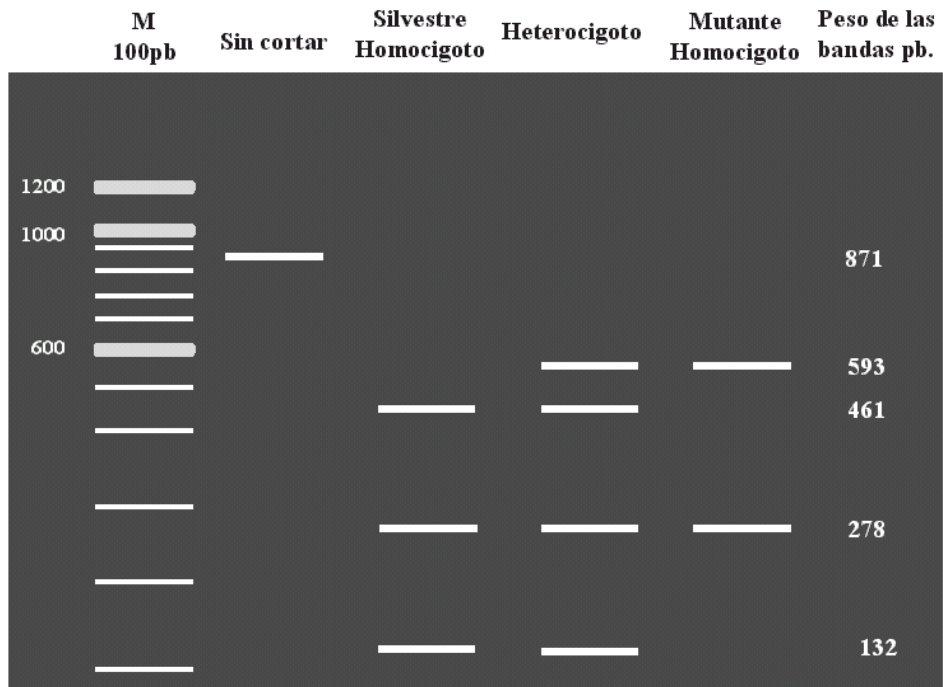 M
100pb
Sin cortar
Silvestre
Homocigoto
Heterocigoto
Mutante
Homocigoto
Peso de las
bandas pb.
1200
1000
600
871
593
461
278
132